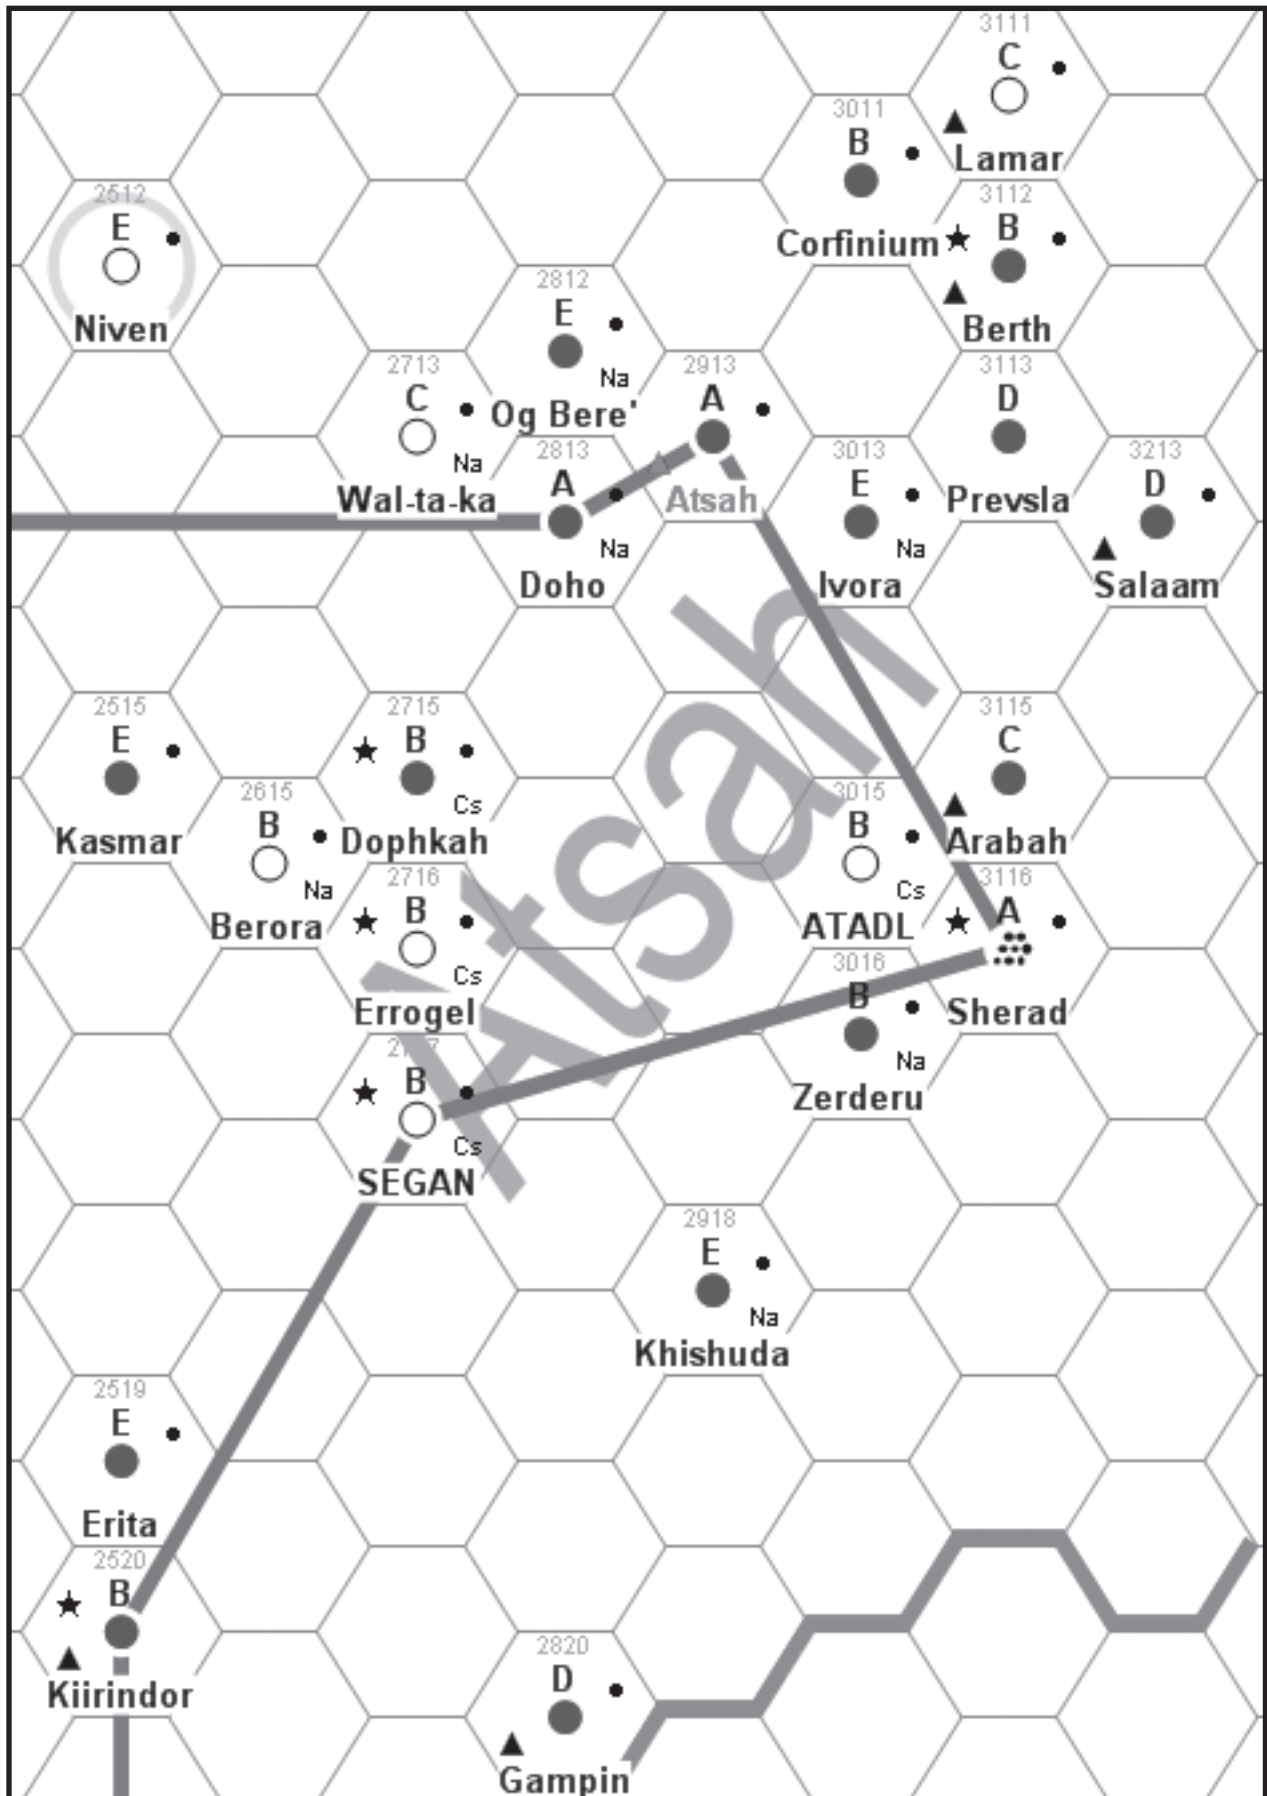 3111
C
Lamar
3011
B
Corfinium
3112
B
Berth
2512
E
Niven
2812
E
Na
Og Bere'
2713
C
Na
Wal-ta-ka
2913
A
Atsah
3113
D
Prevsla
2813
A
Na
Doho
3013
E
Na
Ivora
3213
D
Salaam
Atsah
2515
E
Kasmar
2715
B
Cs
Dophkah
3115
C
Arabah
2615
B
Na
Berora
3015
B
Cs
ATADL
2716
B
Cs
Errogel
3116
A
Sherad
3016
B
Na
Zerderu
B
Cs
SEGAN
2918
E
Na
Khishuda
2519
E
Erita
2520
B
Kiirindor
2820
D
Gampin